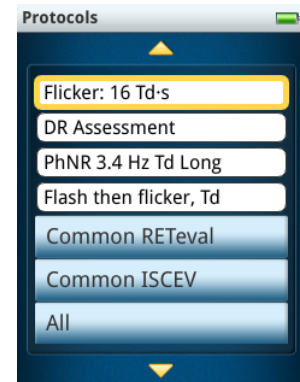 Protocols
Flicker: 16 Td·s
DR Assessment
PhNR 3.4 Hz Td Long
Flash then flicker, Td
Common RETeval
Common ISCEV
All